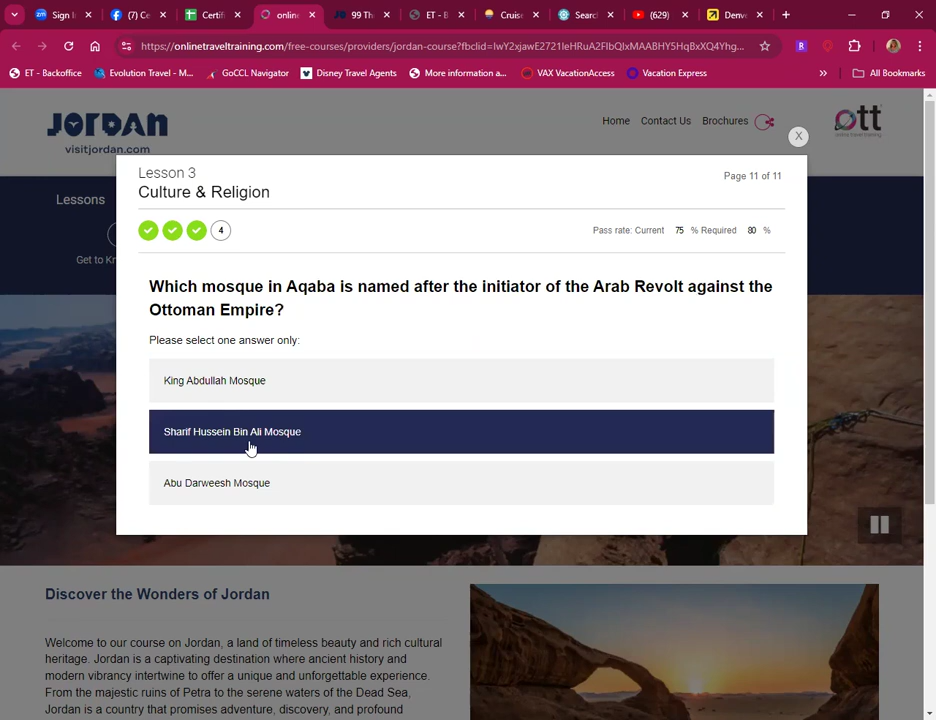 Sign I
(7) Ce
Certifi
onlin
99 Th
ET - B
Cruis
Searc
(629)
Denv
https://onlinetraveltraining.com/free-courses/providers/jordan-course?fbclid=IwY2xjawE2721leHRuA2FlbQIxMAABHY5HqBxXQ4Yhg...
ET - Backoffice
Evolution Travel - M...
GoCCL Navigator
Disney Travel Agents
More information a...
VAX VacationAccess
Vacation Express
All Bookmarks
JORDAN
visitjordan.com
Home
Contact Us
Brochures
ott
online travel training
X
Lesson 3
Culture & Religion
Page 11 of 11
Lessons
4
Pass rate: Current 75 % Required 80 %
Get to Kn
Which mosque in Aqaba is named after the initiator of the Arab Revolt against the
Ottoman Empire?
Please select one answer only:
King Abdullah Mosque
Sharif Hussein Bin Ali Mosque
Abu Darweesh Mosque
Discover the Wonders of Jordan
Welcome to our course on Jordan, a land of timeless beauty and rich cultural
heritage. Jordan is a captivating destination where ancient history and
modern vibrancy intertwine to offer a unique and unforgettable experience.
From the majestic ruins of Petra to the serene waters of the Dead Sea,
Jordan is a country that promises adventure, discovery, and profound